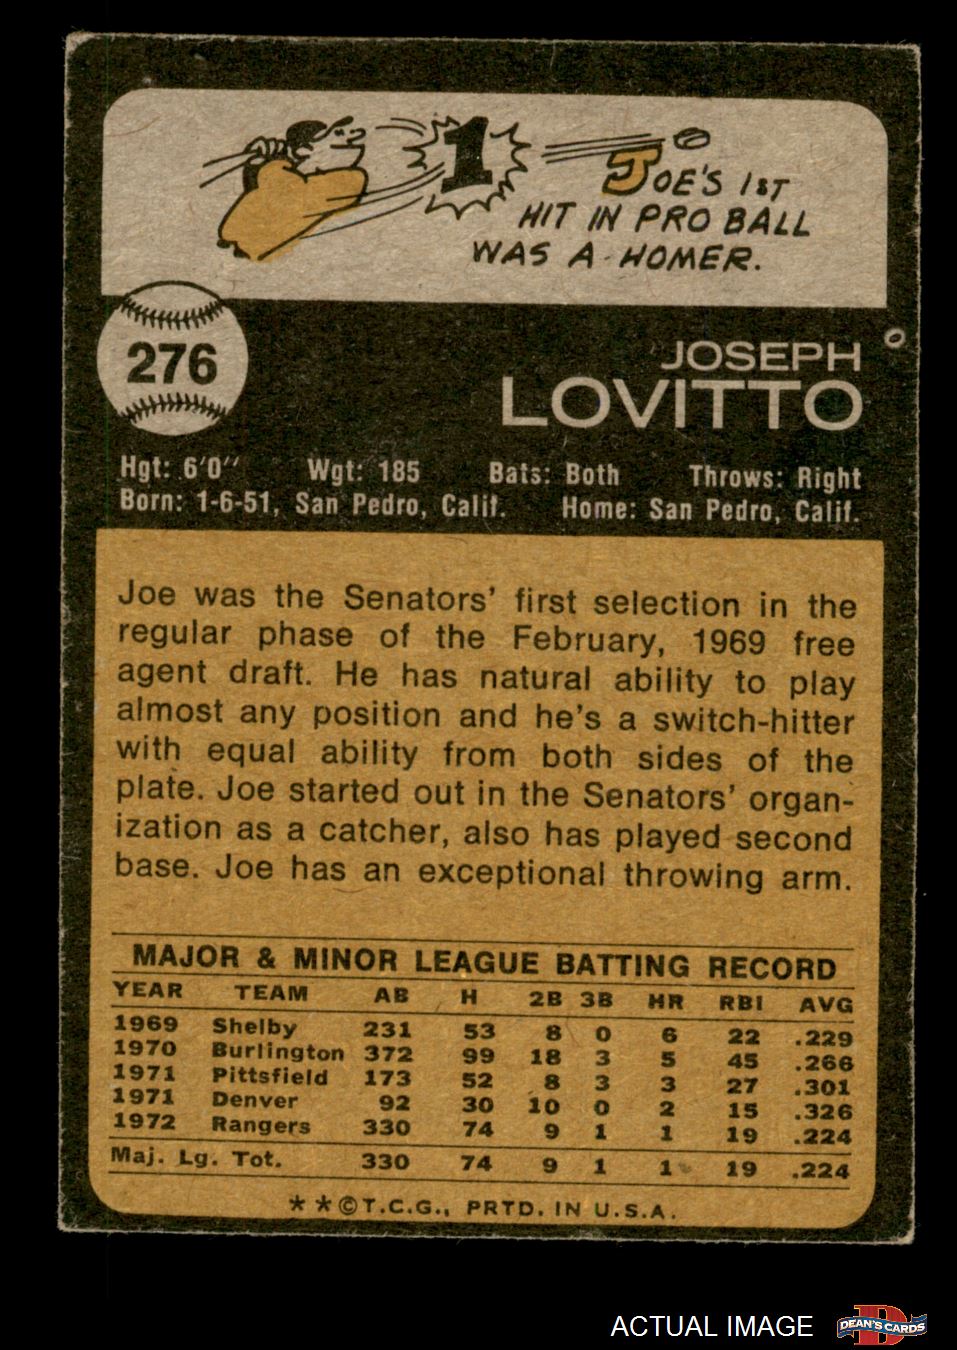 1
JOE'S 1ST
HIT IN PRO BALL
WAS A HOMER.
276
JOSEPH
LOVITTO
Hgt: 6'0" Wgt: 185 Bats: Both Throws: Right
Born: 1-6-51, San Pedro, Calif. Home: San Pedro, Calif.
Joe was the Senators' first selection in the
regular phase of the February, 1969 free
agent draft. He has natural ability to play
almost any position and he's a switch-hitter
with equal ability from both sides of the
plate. Joe started out in the Senators' organ-
ization as a catcher, also has played second
base. Joe has an exceptional throwing arm.
MAJOR & MINOR LEAGUE BATTING RECORD
YEAR TEAM AB H 2B 3B HR RBI AVG
1969 Shelby 231 53 8 0 6 22 .229
1970 Burlington 372 99 18 3 5 45 .266
1971 Pittsfield 173 52 8 3 3 27 .301
1971 Denver 92 30 10 0 2 15 .326
1972 Rangers 330 74 9 1 1 19 .224
Maj. Lg. Tot. 330 74 9 1 1 19 .224
**©T.C.G., PRTD. IN U.S.A.
ACTUAL IMAGE
D
DEAN'S CARDS